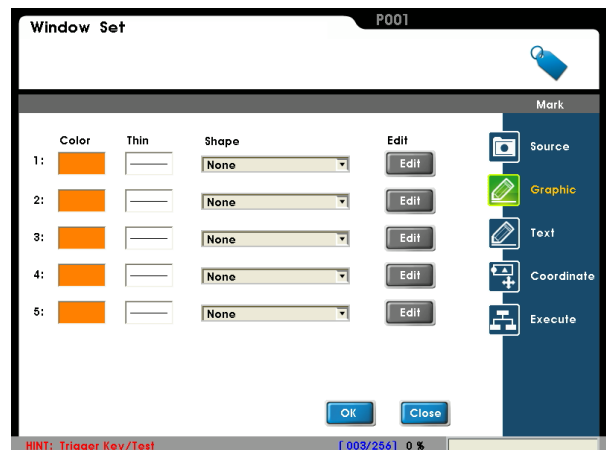 Window Set
P001
Mark
Color Thin Shape Edit
1: None Edit
2: None Edit
3: None Edit
4: None Edit
5: None Edit
Source
Graphic
Text
Coordinate
Execute
OK Close
HINT: Trigger Key/Test [003/256] 0 %